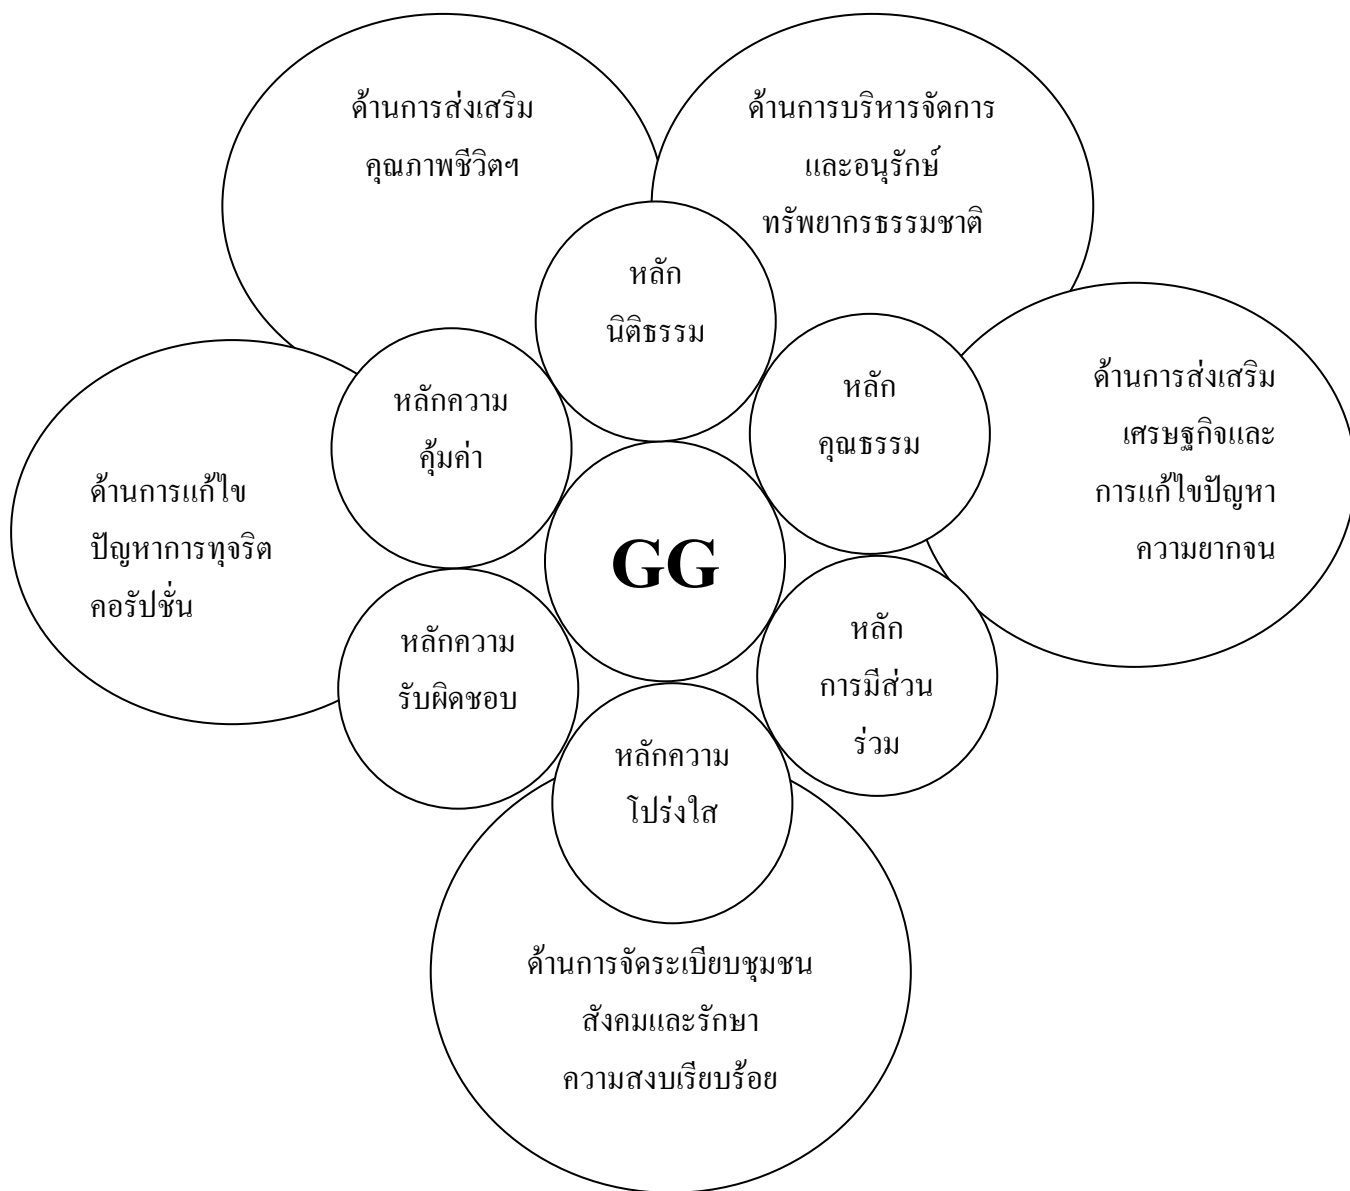 ด้านการส่งเสริม
คุณภาพชีวิตฯ
ด้านการบริหารจัดการ
และอนุรักษ์
ทรัพยากรธรรมชาติ
หลัก
นิติธรรม
หลักความ
คุ้มค่า
หลัก
คุณธรรม
ด้านการส่งเสริม
เศรษฐกิจและ
การแก้ไขปัญหา
ความยากจน
ด้านการแก้ไข
ปัญหาการทุจริต
คอรัปชั่น
GG
หลักความ
รับผิดชอบ
หลัก
การมีส่วน
ร่วม
หลักความ
โปร่งใส
ด้านการจัดระเบียบชุมชน
สังคมและรักษา
ความสงบเรียบร้อย